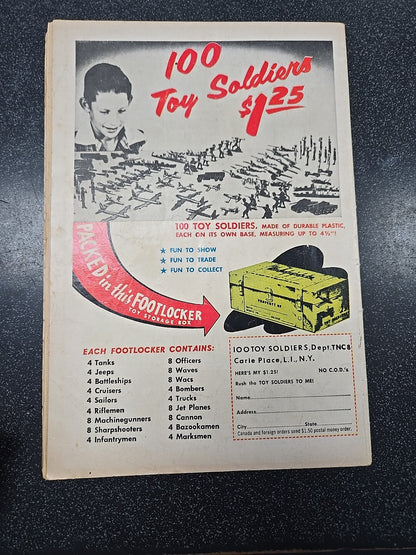 100
Toy Soldiers
$1.25
100 TOY SOLDIERS, MADE OF DURABLE PLASTIC,
EACH ON ITS OWN BASE, MEASURING UP TO 4½"!
★ FUN TO SHOW
★ FUN TO TRADE
★ FUN TO COLLECT
PACKED in this FOOTLOCKER
TOY STORAGE BOX
PROPERTY OF
EACH FOOTLOCKER CONTAINS:
4 Tanks
4 Jeeps
4 Battleships
4 Cruisers
4 Sailors
4 Riflemen
8 Machinegunners
8 Sharpshooters
4 Infantrymen
8 Officers
8 Waves
8 Wacs
4 Bombers
4 Trucks
8 Jet Planes
8 Cannon
4 Bazookamen
4 Marksmen
100 TOY SOLDIERS, Dept. TNC8
Carle Place, L.I., N.Y.
HERE'S MY $1.25! NO C.O.D.'s
Rush the TOY SOLDIERS TO ME!
Name
Address
City State
Canada and foreign orders send $1.50 postal money order.